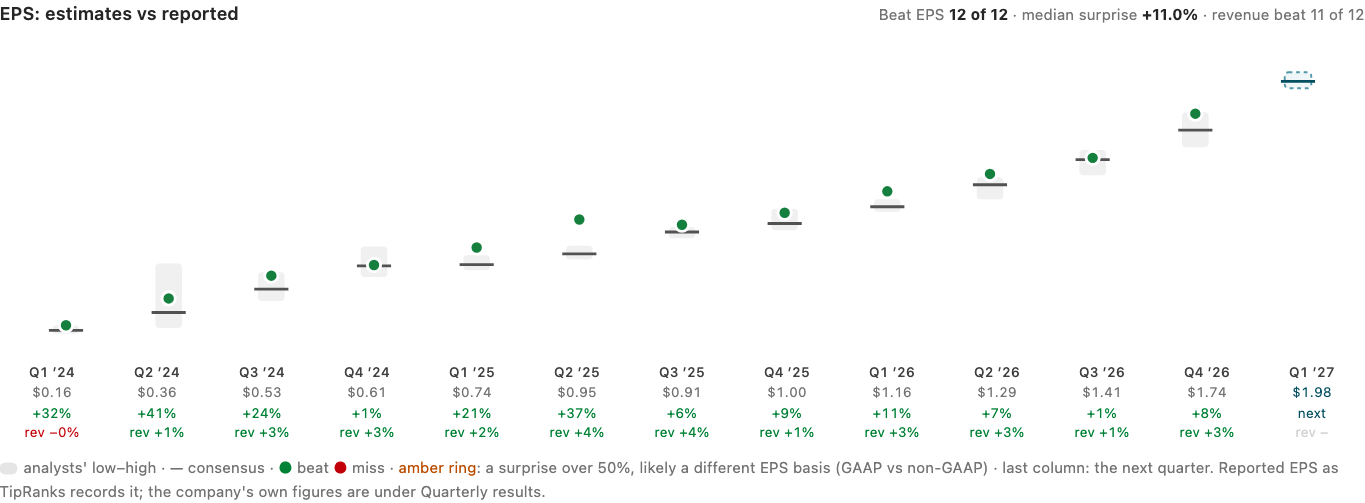 EPS: estimates vs reported
Beat EPS 12 of 12 · median surprise +11.0% · revenue beat 11 of 12
Q1 ’24 Q2 ’24 Q3 ’24 Q4 ’24 Q1 ’25 Q2 ’25 Q3 ’25 Q4 ’25 Q1 ’26 Q2 ’26 Q3 ’26 Q4 ’26 Q1 ’27
$0.16 $0.36 $0.53 $0.61 $0.74 $0.95 $0.91 $1.00 $1.16 $1.29 $1.41 $1.74 $1.98
+32% +41% +24% +1% +21% +37% +6% +9% +11% +7% +1% +8% next
rev −0% rev +1% rev +3% rev +3% rev +2% rev +4% rev +4% rev +1% rev +3% rev +3% rev +1% rev +3% rev –
analysts' low–high · — consensus · beat miss · amber ring: a surprise over 50%, likely a different EPS basis (GAAP vs non-GAAP) · last column: the next quarter. Reported EPS as
TipRanks records it; the company's own figures are under Quarterly results.